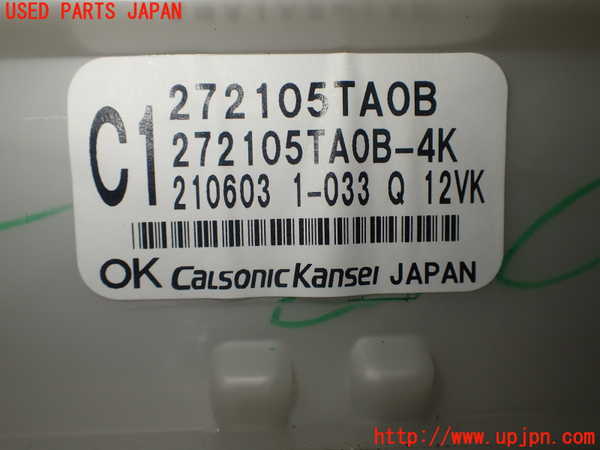 USED PARTS JAPAN
C1
272105TA0B
272105TA0B-4K
210603 1-033 Q 12VK
OK CalsonicKansei JAPAN
http://www.upjpn.com/